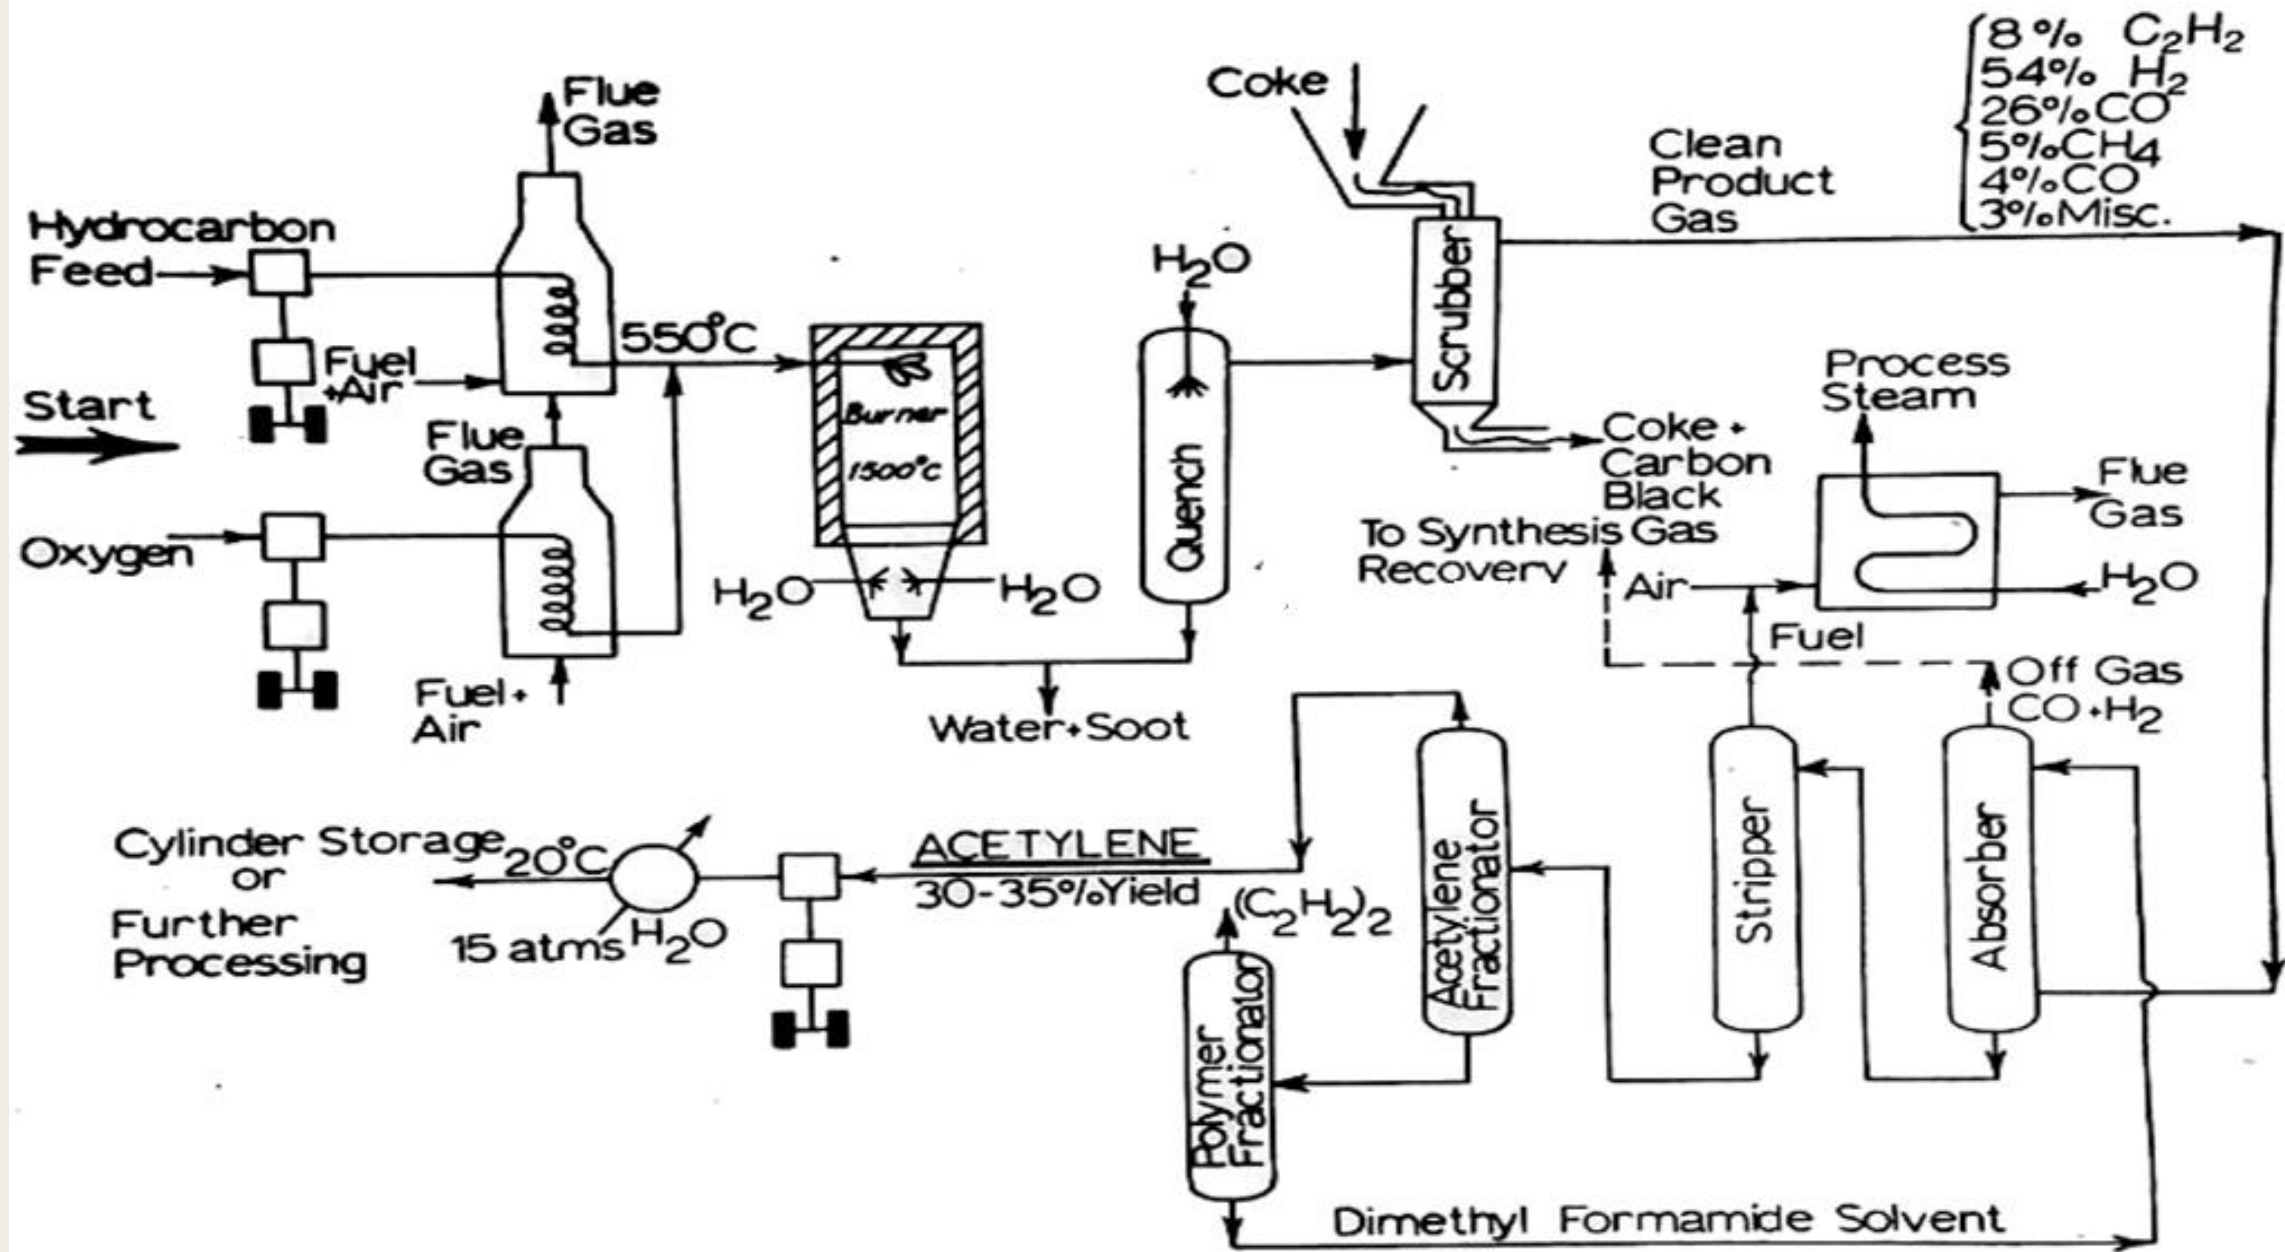 Flue
Gas
Hydrocarbon
Feed
550°C
Fuel
+Air
Start
Flue
Gas
Oxygen
Fuel+
Air
Burner
1500°C
H2O
H2O
Water+Soot
H2O
Quench
Coke
Scrubber
Coke +
Carbon
Black
Clean
Product
Gas
8% C2H2
54% H2
26% CO
5% CH4
4% CO
3% Misc.
Process
Steam
Flue
Gas
H2O
Air
Fuel
To Synthesis Gas
Recovery
Off Gas
CO+H2
Absorber
Stripper
Acetylene
Fractionator
Polymer
Fractionator
(C2H2)2
ACETYLENE
30-35% Yield
Cylinder Storage
or
Further
Processing
20°C
15 atms
H2O
Dimethyl Formamide Solvent